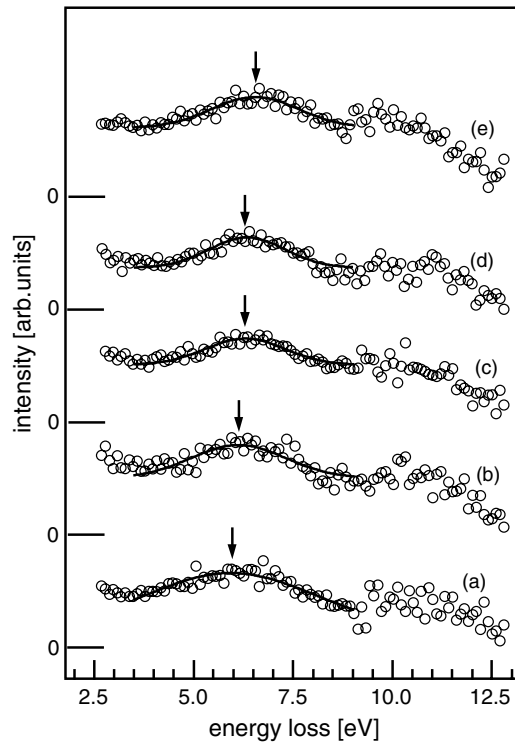 intensity [arb.units]
(e)
0
(d)
0
(c)
0
(b)
0
(a)
0
2.5 5.0 7.5 10.0 12.5
energy loss [eV]